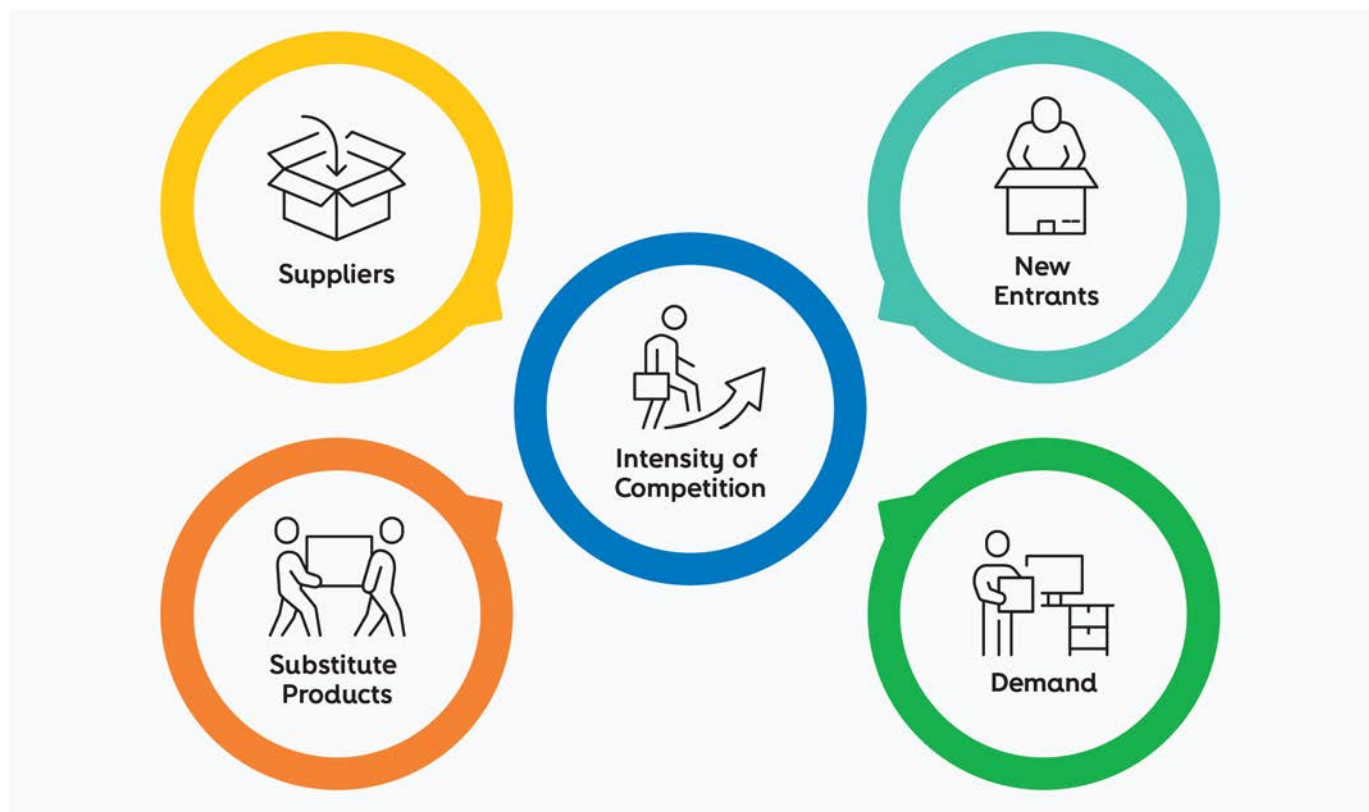 Suppliers
New
Entrants
Intensity of
Competition
Substitute
Products
Demand